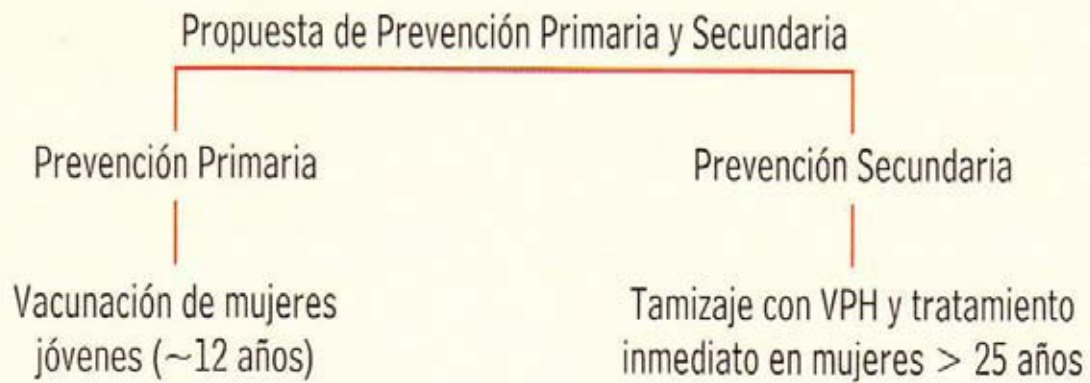 Propuesta de Prevención Primaria y Secundaria
Prevención Primaria
Prevención Secundaria
Vacunación de mujeres
jóvenes (~12 años)
Tamizaje con VPH y tratamiento
inmediato en mujeres > 25 años